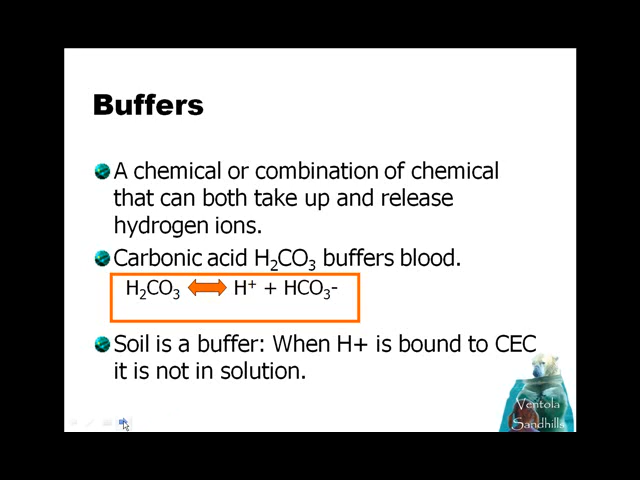 Buffers
A chemical or combination of chemical
that can both take up and release
hydrogen ions.
Carbonic acid H₂CO₃ buffers blood.
H₂CO₃ ⟷ H⁺ + HCO₃-
Soil is a buffer: When H+ is bound to CEC
it is not in solution.
Ventola
Sandhills